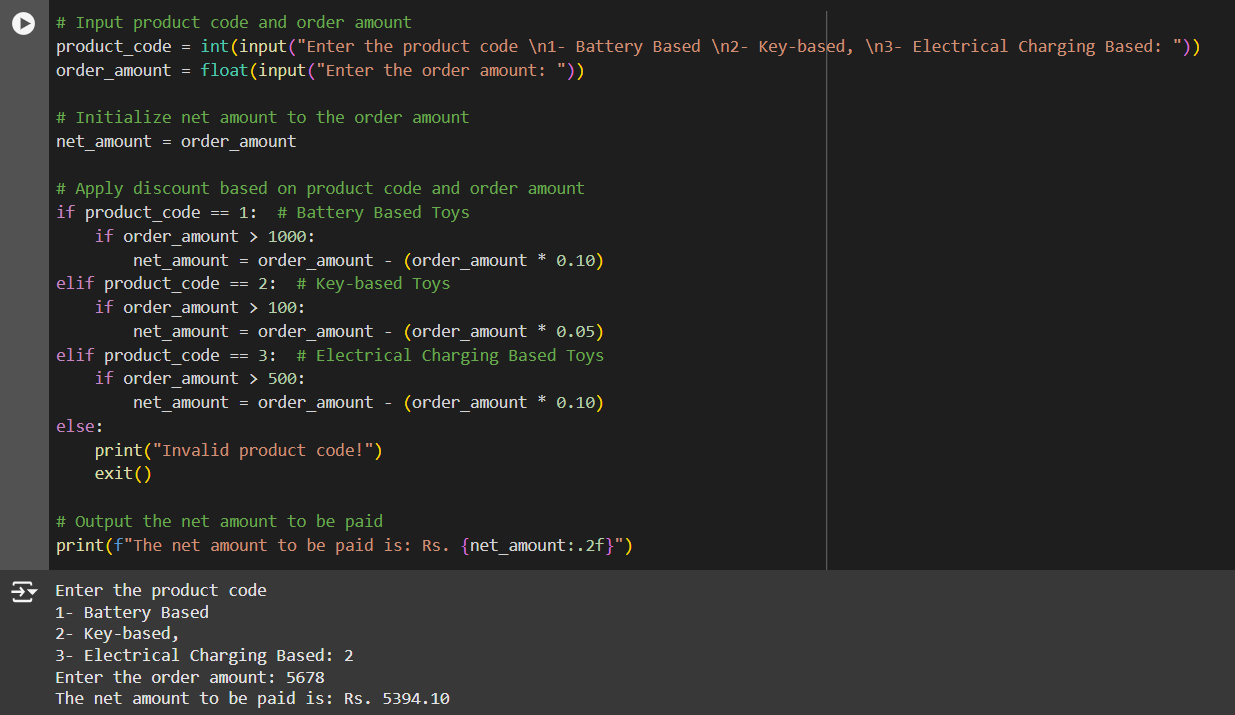 # Input product code and order amount
product_code = int(input("Enter the product code \n1- Battery Based \n2- Key-based, \n3- Electrical Charging Based: "))
order_amount = float(input("Enter the order amount: "))

# Initialize net amount to the order amount
net_amount = order_amount

# Apply discount based on product code and order amount
if product_code == 1:  # Battery Based Toys
    if order_amount > 1000:
        net_amount = order_amount - (order_amount * 0.10)
elif product_code == 2:  # Key-based Toys
    if order_amount > 100:
        net_amount = order_amount - (order_amount * 0.05)
elif product_code == 3:  # Electrical Charging Based Toys
    if order_amount > 500:
        net_amount = order_amount - (order_amount * 0.10)
else:
    print("Invalid product code!")
    exit()

# Output the net amount to be paid
print(f"The net amount to be paid is: Rs. {net_amount:.2f}")
Enter the product code
1- Battery Based
2- Key-based,
3- Electrical Charging Based: 2
Enter the order amount: 5678
The net amount to be paid is: Rs. 5394.10